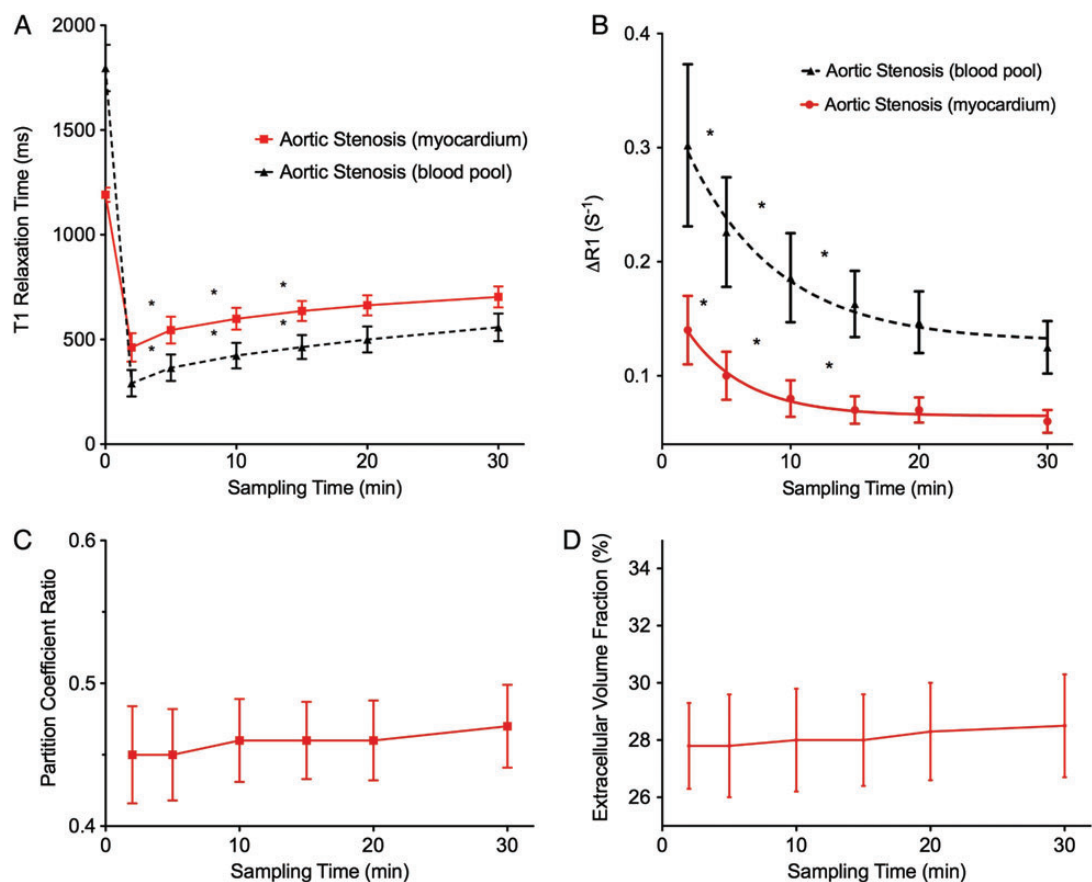 A
T1 Relaxation Time (ms)
2000
1500
1000
500
0
Aortic Stenosis (myocardium)
Aortic Stenosis (blood pool)
* * *
* * *
0 10 20 30
Sampling Time (min)
B
ΔR1 (S⁻¹)
0.4
0.3
0.2
0.1
Aortic Stenosis (blood pool)
Aortic Stenosis (myocardium)
* * *
* * *
0 10 20 30
Sampling Time (min)
C
Partition Coefficient Ratio
0.6
0.5
0.4
0 10 20 30
Sampling Time (min)
D
Extracellular Volume Fraction (%)
34
32
30
28
26
0 10 20 30
Sampling Time (min)